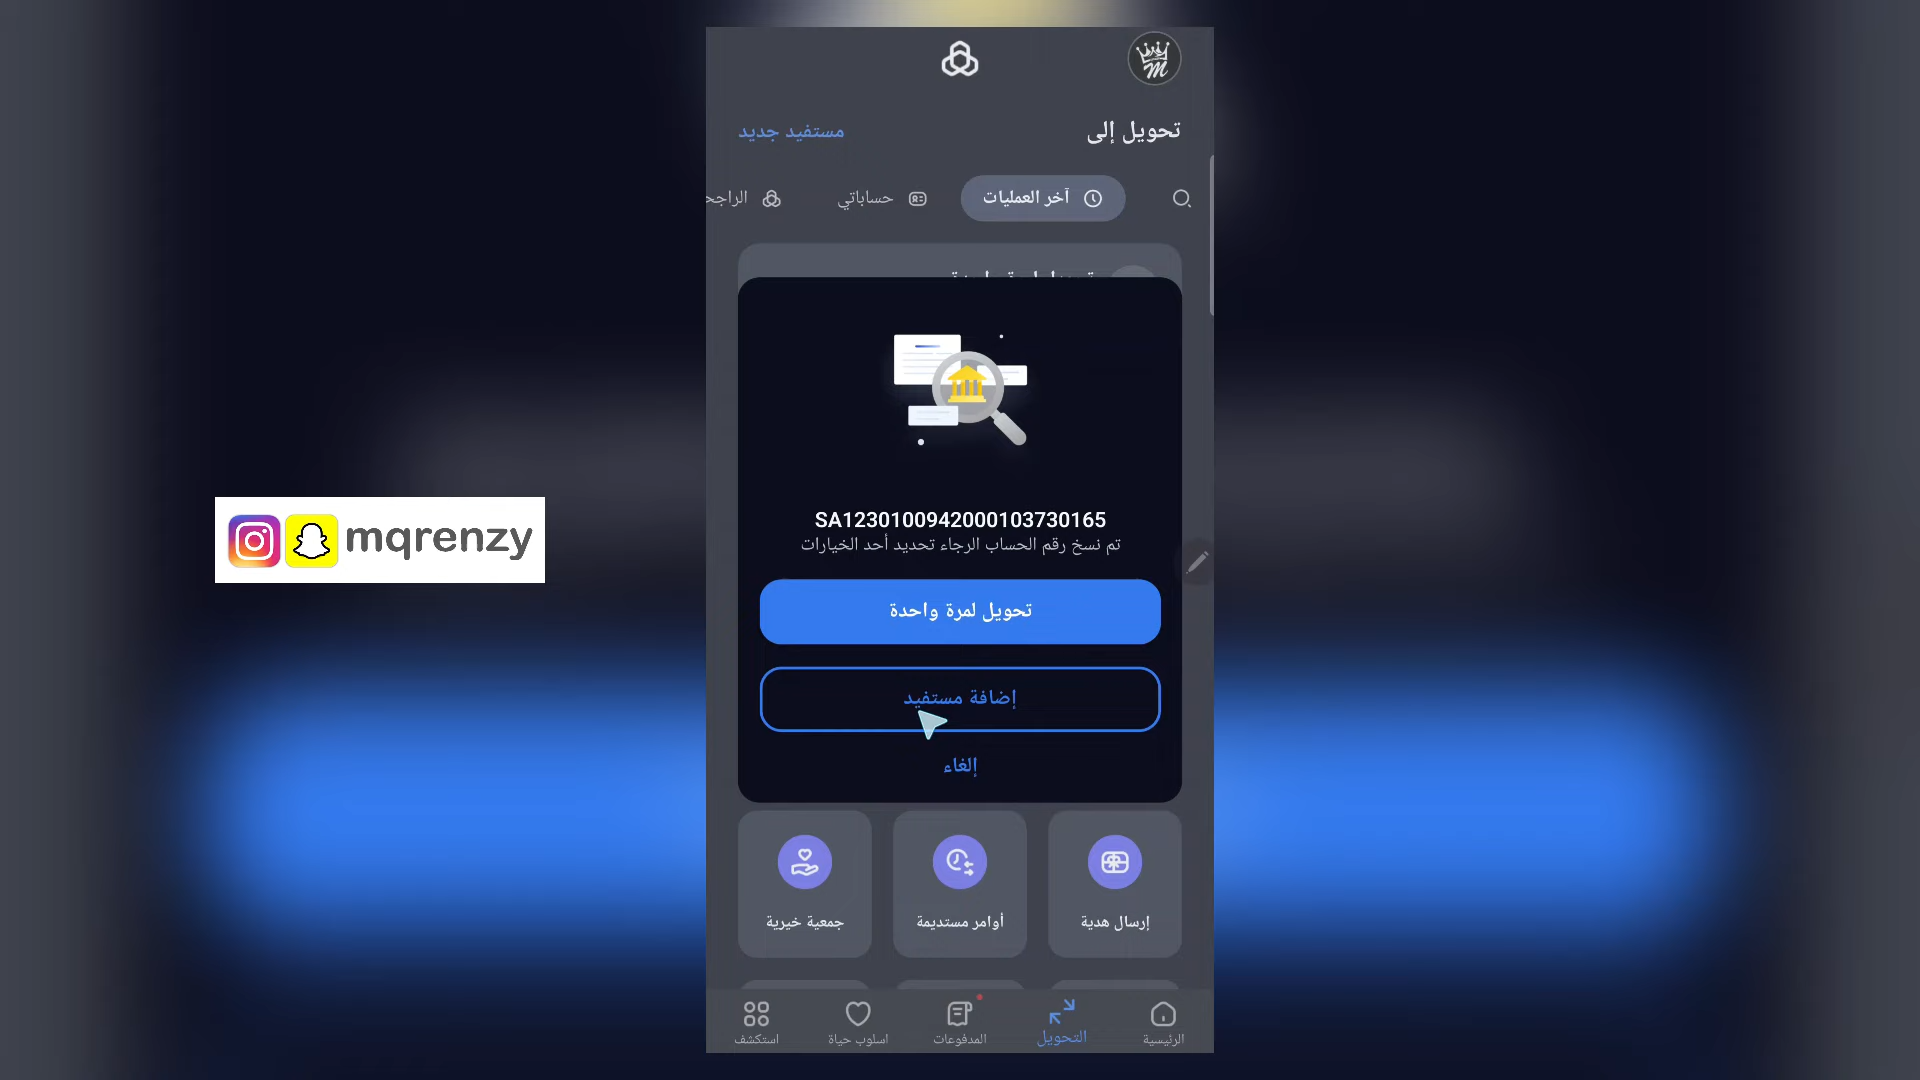 تحويل إلى
مستفيد جديد
آخر العمليات
حساباتي
SA1230100942000103730165
تم نسخ رقم الحساب الرجاء تحديد أحد الخيارات
تحويل لمرة واحدة
إضافة مستفيد
إلغاء
mqrenzy
إرسال هدية
أوامر مستديمة
جمعية خيرية
الرئيسية
التحويل
المدفوعات
اسلوب حياة
استكشف